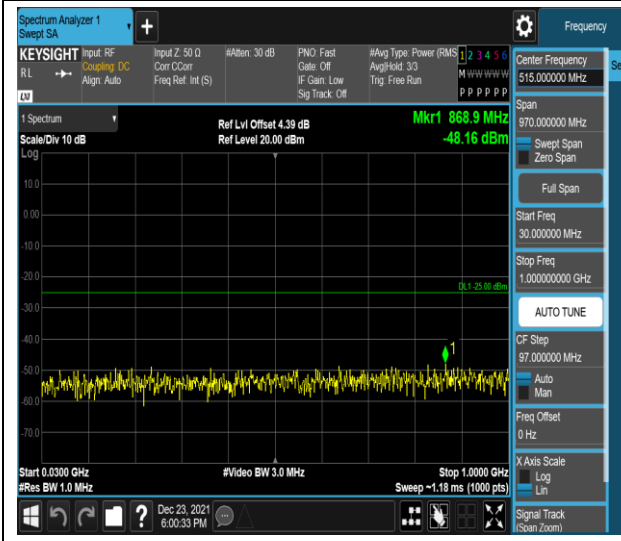 Spectrum Analyzer 1
Swept SA
Frequency
KEYSIGHT
RL
Input: RF
Coupling: DC
Align: Auto
Input Z: 50 Ω
Corr CCorr
Freq Ref: Int (S)
#Atten: 30 dB
PNO: Fast
Gate: Off
IF Gain: Low
Sig Track: Off
#Avg Type: Power (RMS
Avg|Hold: 3/3
Trig: Free Run
1 2 3 4 5 6
M W W W W W
P P P P P P
1 Spectrum
Scale/Div 10 dB
Ref Lvl Offset 4.39 dB
Ref Level 20.00 dBm
Mkr1 868.9 MHz
-48.16 dBm
Log
10.0
0.00
-10.0
-20.0
DL1 -25.00 dBm
-30.0
-40.0
1
-50.0
-60.0
-70.0
Start 0.0300 GHz
#Res BW 1.0 MHz
#Video BW 3.0 MHz
Stop 1.0000 GHz
Sweep ~1.18 ms (1000 pts)
Dec 23, 2021
6:00:33 PM
Center Frequency
515.000000 MHz
Se
Span
970.000000 MHz
Swept Span
Zero Span
Full Span
Start Freq
30.000000 MHz
Stop Freq
1.000000000 GHz
AUTO TUNE
CF Step
97.000000 MHz
Auto
Man
Freq Offset
0 Hz
X Axis Scale
Log
Lin
Signal Track
(Span Zoom)